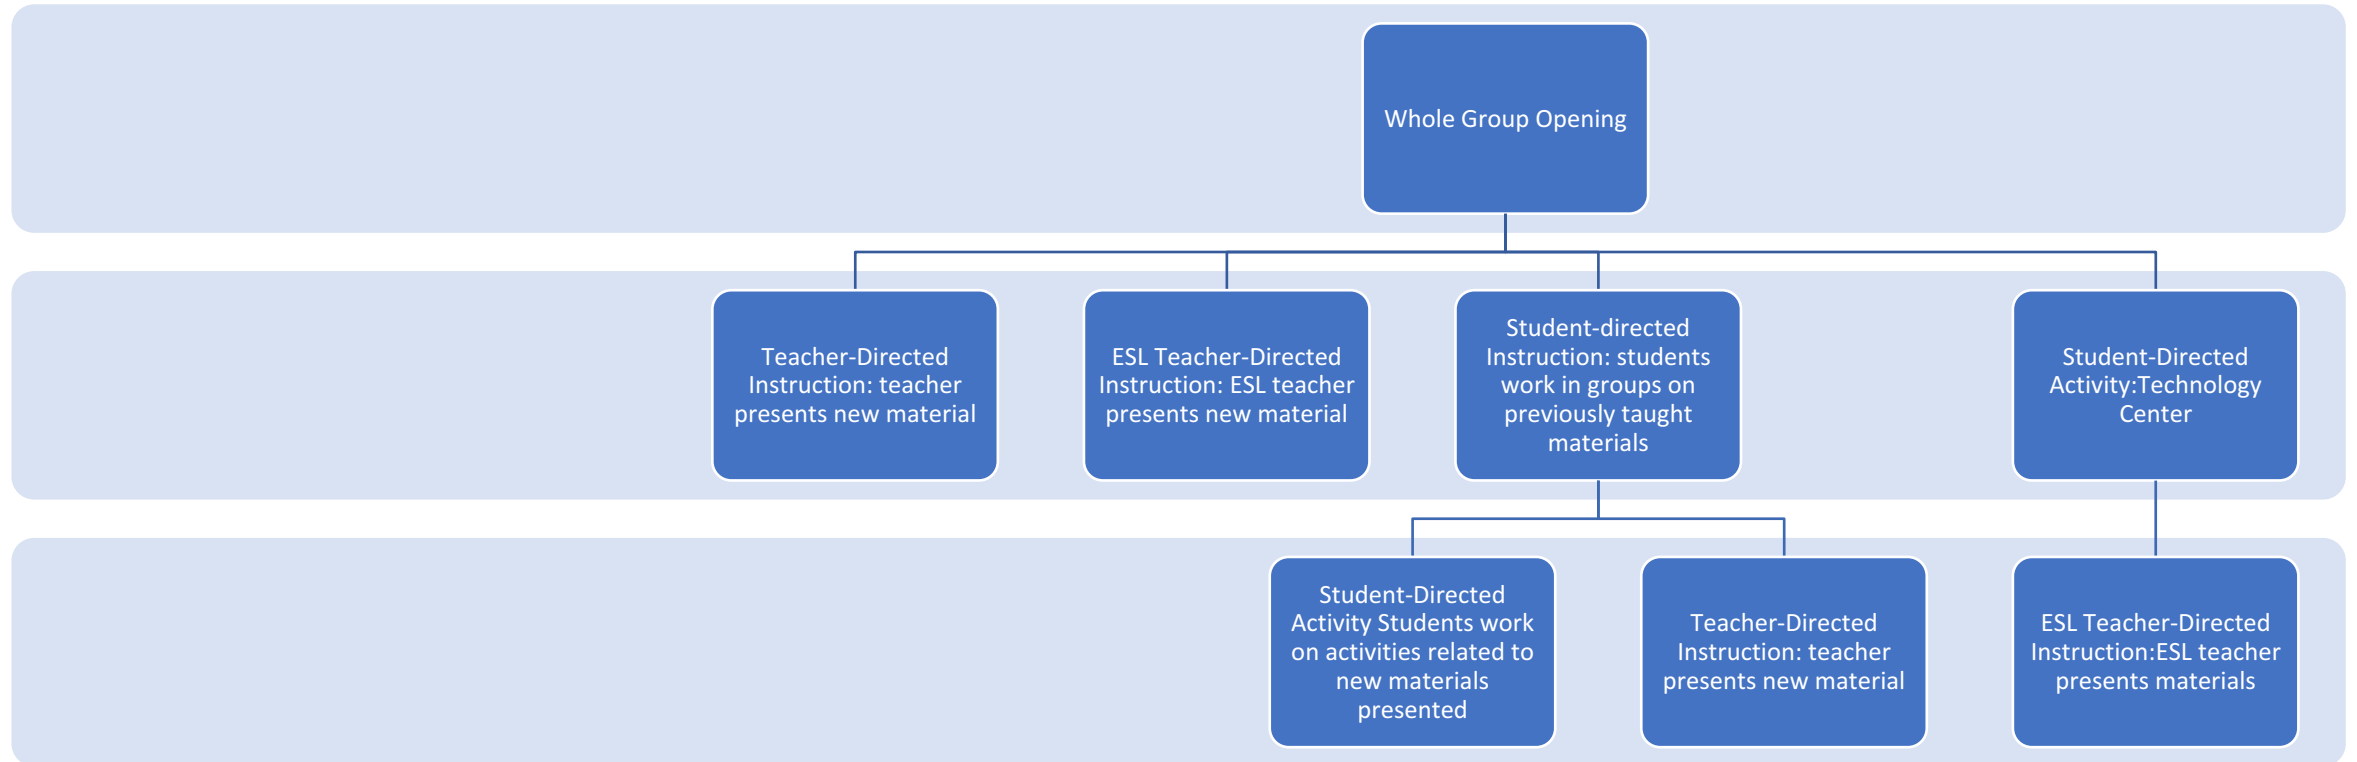 Whole Group Opening
Teacher-Directed
Instruction: teacher
presents new material
ESL Teacher-Directed
Instruction: ESL teacher
presents new material
Student-directed
Instruction: students
work in groups on
previously taught
materials
Student-Directed
Activity:Technology
Center
Student-Directed
Activity Students work
on activities related to
new materials
presented
Teacher-Directed
Instruction: teacher
presents new material
ESL Teacher-Directed
Instruction:ESL teacher
presents materials